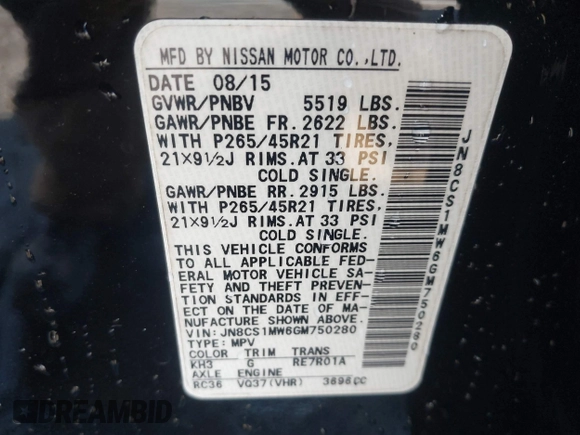 MFD BY NISSAN MOTOR CO.,LTD.
DATE 08/15
GVWR/PNBV 5519 LBS.
GAWR/PNBE FR. 2622 LBS.
WITH P265/45R21 TIRES,
21×9½J RIMS.AT 33 PSI
COLD SINGLE.
GAWR/PNBE RR. 2915 LBS.
WITH P265/45R21 TIRES,
21×9½J RIMS.AT 33 PSI
COLD SINGLE.
THIS VEHICLE CONFORMS
TO ALL APPLICABLE FED-
ERAL MOTOR VEHICLE SA-
FETY AND THEFT PREVEN-
TION STANDARDS IN EFF-
ECT ON THE DATE OF MA-
NUFACTURE SHOWN ABOVE.
VIN: JN8CS1MW6GM750280
TYPE: MPV
COLOR TRIM TRANS
KH3 G RE7R01A
AXLE ENGINE
RC36 VQ37(VHR) 3696CC
JN8CS1MW6GM750280
DREAMBID